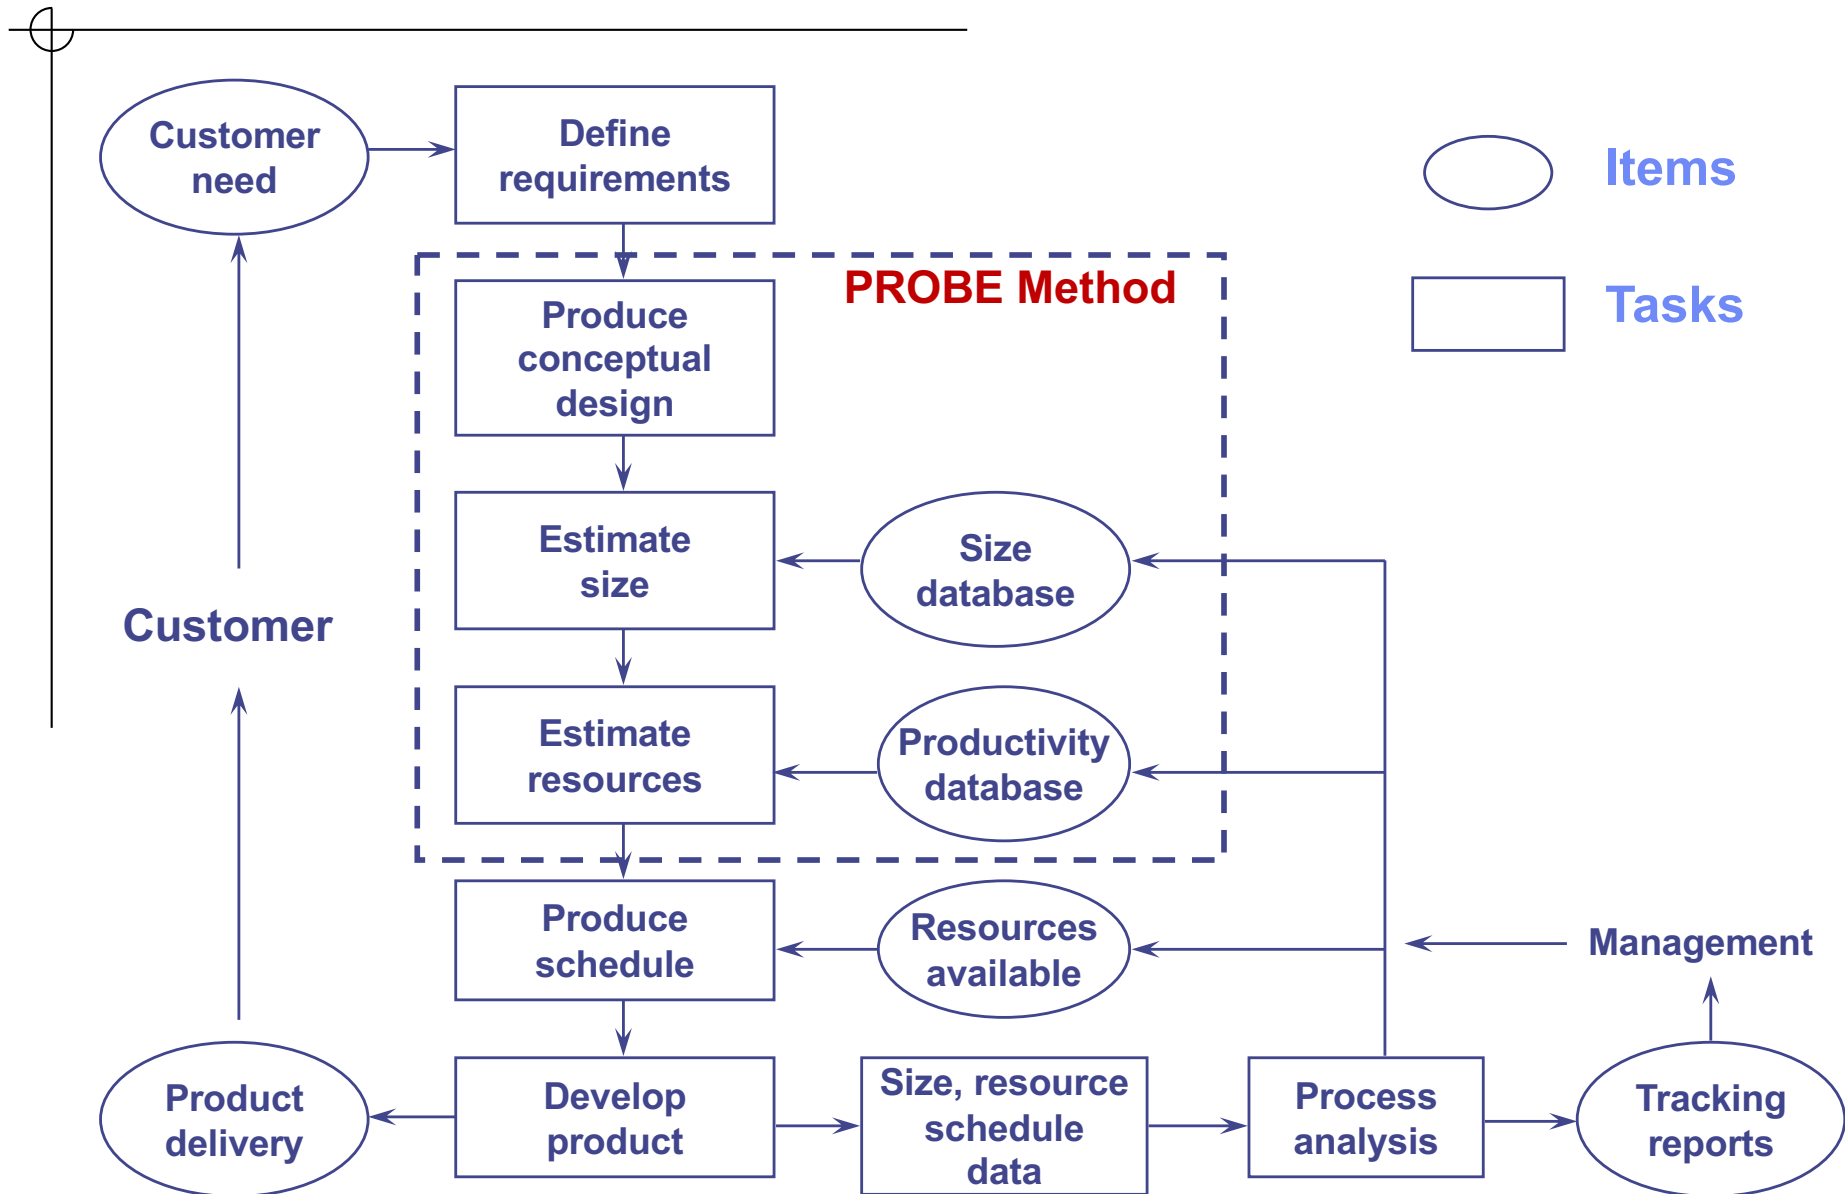 Customer
need
Define
requirements
Items
PROBE Method
Tasks
Produce
conceptual
design
Estimate
size
Size
database
Customer
Estimate
resources
Productivity
database
Produce
schedule
Resources
available
Management
Product
delivery
Develop
product
Size, resource
schedule
data
Process
analysis
Tracking
reports